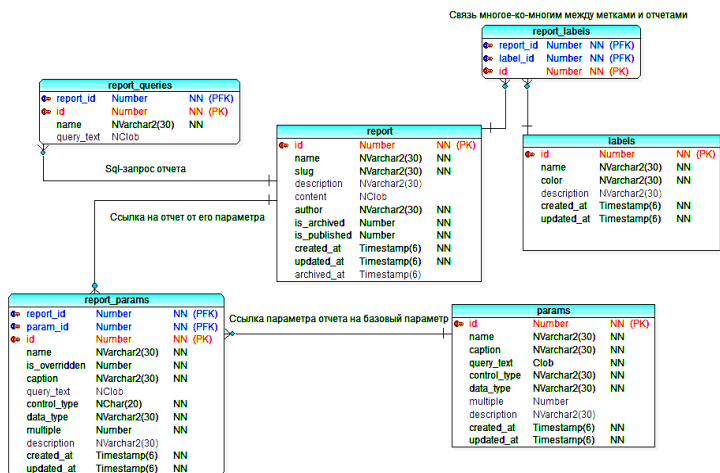 Связь многое-ко-многим между метками и отчетами
report_labels
report_id Number NN (PFK)
label_id Number NN (PFK)
id Number NN (PK)
report_queries
report_id Number NN (PFK)
id Number NN (PK)
name NVarchar2(30) NN
query_text NClob
Sql-запрос отчета
report
id Number NN (PK)
name NVarchar2(30) NN
slug NVarchar2(30) NN
description NVarchar2(30)
content NClob
author NVarchar2(30) NN
is_archived Number NN
is_published Number NN
created_at Timestamp(6) NN
updated_at Timestamp(6) NN
archived_at Timestamp(6)
labels
id Number NN (PK)
name NVarchar2(30) NN
color NVarchar2(30) NN
description NVarchar2(30)
created_at Timestamp(6) NN
updated_at Timestamp(6) NN
Ссылка на отчет от его параметра
report_params
report_id Number NN (PFK)
param_id Number NN (PFK)
id Number NN (PK)
name NVarchar2(30) NN
is_overridden Number NN
caption NVarchar2(30) NN
query_text NClob
control_type NChar(20) NN
data_type NVarchar2(30) NN
multiple Number NN
description NVarchar2(30)
created_at Timestamp(6) NN
updated_at Timestamp(6) NN
Ссылка параметра отчета на базовый параметр
params
id Number NN (PK)
name NVarchar2(30) NN
caption NVarchar2(30) NN
query_text Clob NN
control_type NVarchar2(30) NN
data_type NVarchar2(30) NN
multiple Number
description NVarchar2(30)
created_at Timestamp(6) NN
updated_at Timestamp(6) NN